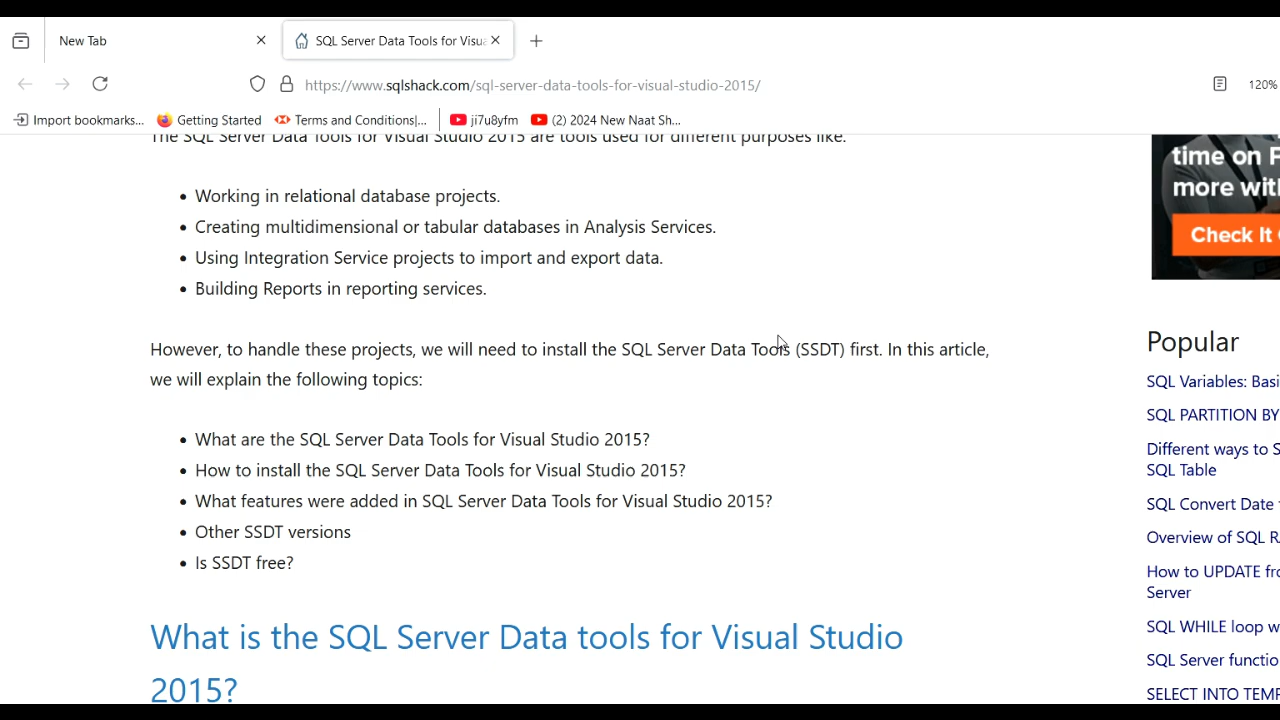 New Tab
SQL Server Data Tools for Visu
https://www.sqlshack.com/sql-server-data-tools-for-visual-studio-2015/
120%
Import bookmarks...
Getting Started
Terms and Conditions|...
ji7u8yfm
(2) 2024 New Naat Sh...
The SQL Server Data Tools for Visual Studio 2015 are tools used for different purposes like:
• Working in relational database projects.
• Creating multidimensional or tabular databases in Analysis Services.
• Using Integration Service projects to import and export data.
• Building Reports in reporting services.
However, to handle these projects, we will need to install the SQL Server Data Tools (SSDT) first. In this article,
we will explain the following topics:
• What are the SQL Server Data Tools for Visual Studio 2015?
• How to install the SQL Server Data Tools for Visual Studio 2015?
• What features were added in SQL Server Data Tools for Visual Studio 2015?
• Other SSDT versions
• Is SSDT free?
What is the SQL Server Data tools for Visual Studio
2015?
time on F
more with
Check It
Popular
SQL Variables: Basi
SQL PARTITION BY
Different ways to S
SQL Table
SQL Convert Date
Overview of SQL R
How to UPDATE fro
Server
SQL WHILE loop w
SQL Server functio
SELECT INTO TEMP